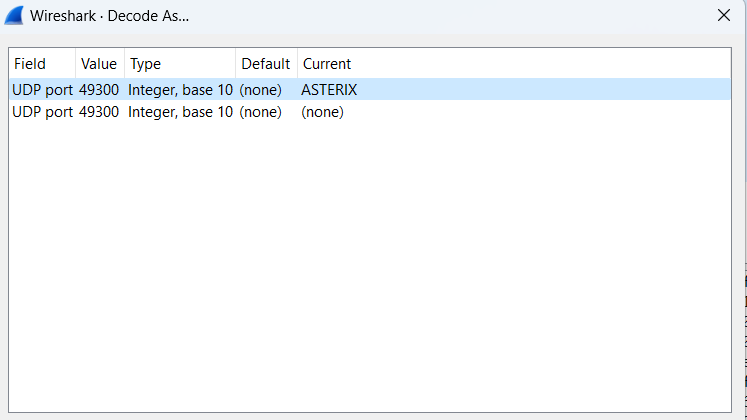 Wireshark · Decode As...
Field Value Type Default Current
UDP port 49300 Integer, base 10 (none) ASTERIX
UDP port 49300 Integer, base 10 (none) (none)